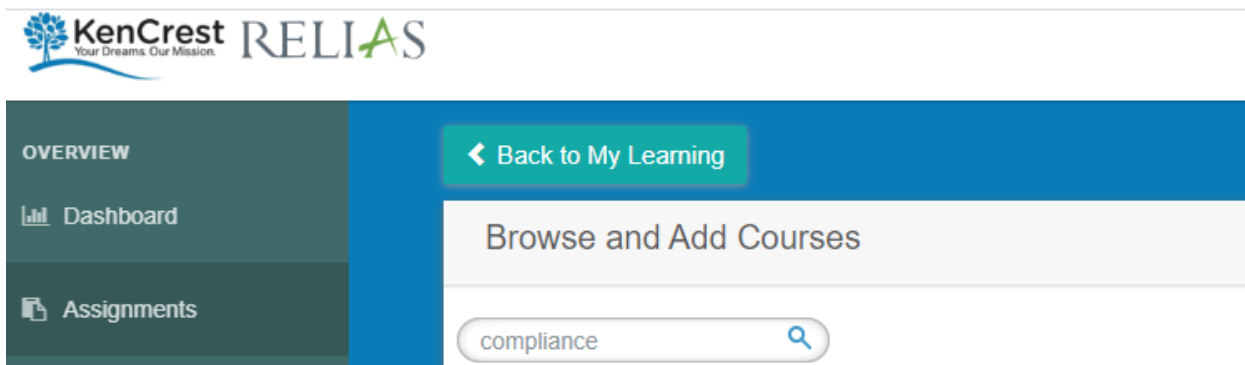 KenCrest RELIAS
Your Dreams. Our Mission.
OVERVIEW
Dashboard
Assignments
Back to My Learning
Browse and Add Courses
compliance